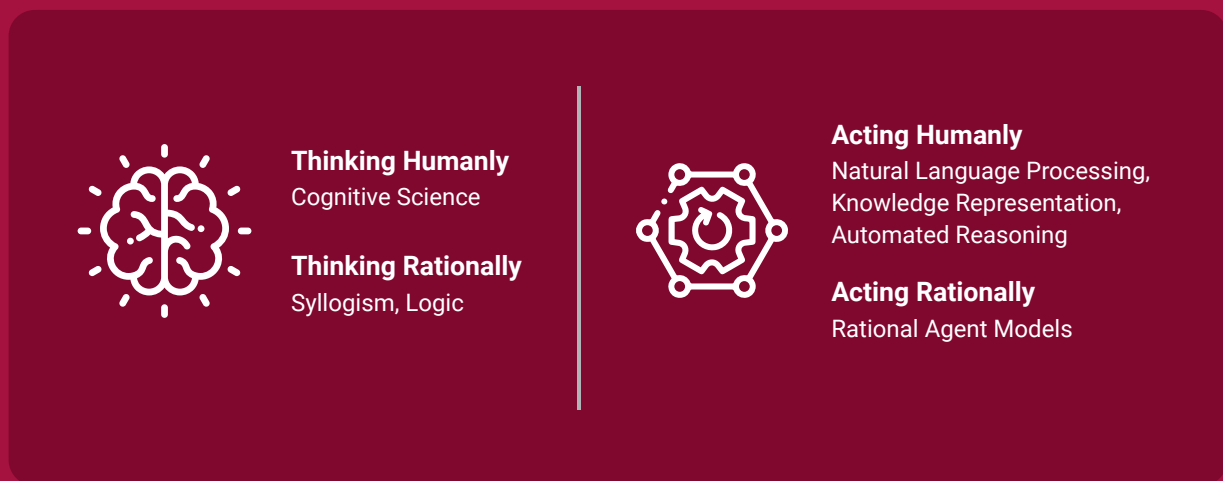 Thinking Humanly
Cognitive Science
Thinking Rationally
Syllogism, Logic
Acting Humanly
Natural Language Processing,
Knowledge Representation,
Automated Reasoning
Acting Rationally
Rational Agent Models